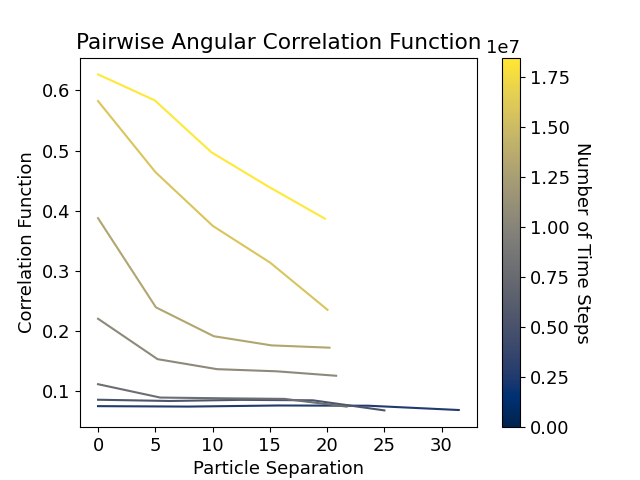 Pairwise Angular Correlation Function
1e7
0.6
0.5
0.4
0.3
0.2
0.1
Correlation Function
0 5 10 15 20 25 30
Particle Separation
1.75
1.50
1.25
1.00
0.75
0.50
0.25
0.00
Number of Time Steps